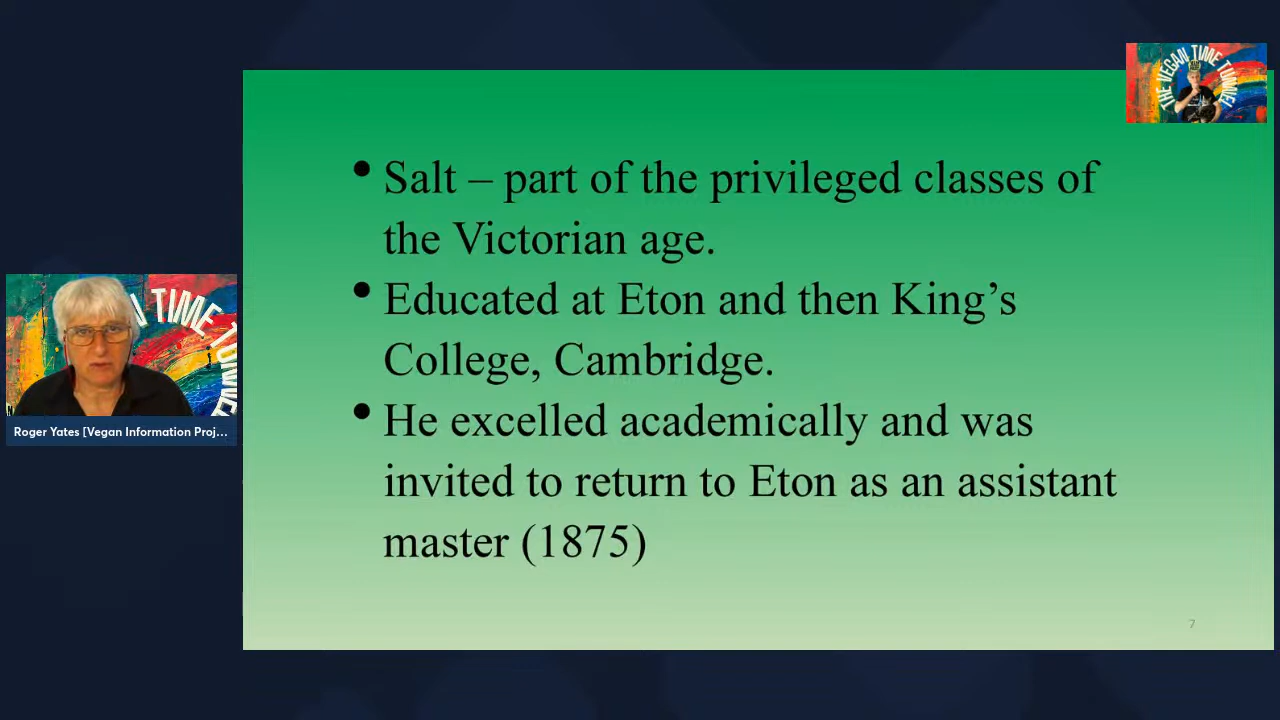 THE VEGAN TIME TUNNEL
• Salt – part of the privileged classes of
the Victorian age.
• Educated at Eton and then King’s
College, Cambridge.
• He excelled academically and was
invited to return to Eton as an assistant
master (1875)
N TIME TUNNEL
Roger Yates [Vegan Information Proj...
7